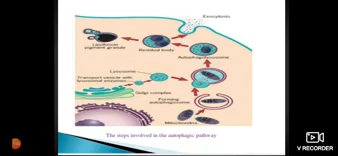 Exocytosis
Lipofuscin
pigment granule
Residual body
Autophagolysosome
Lysosome
Transport vesicle with
lysosomal enzymes
Golgi complex
Forming
autophagosome
Mitochondria
The steps involved in the autophagic pathway
V RECORDER